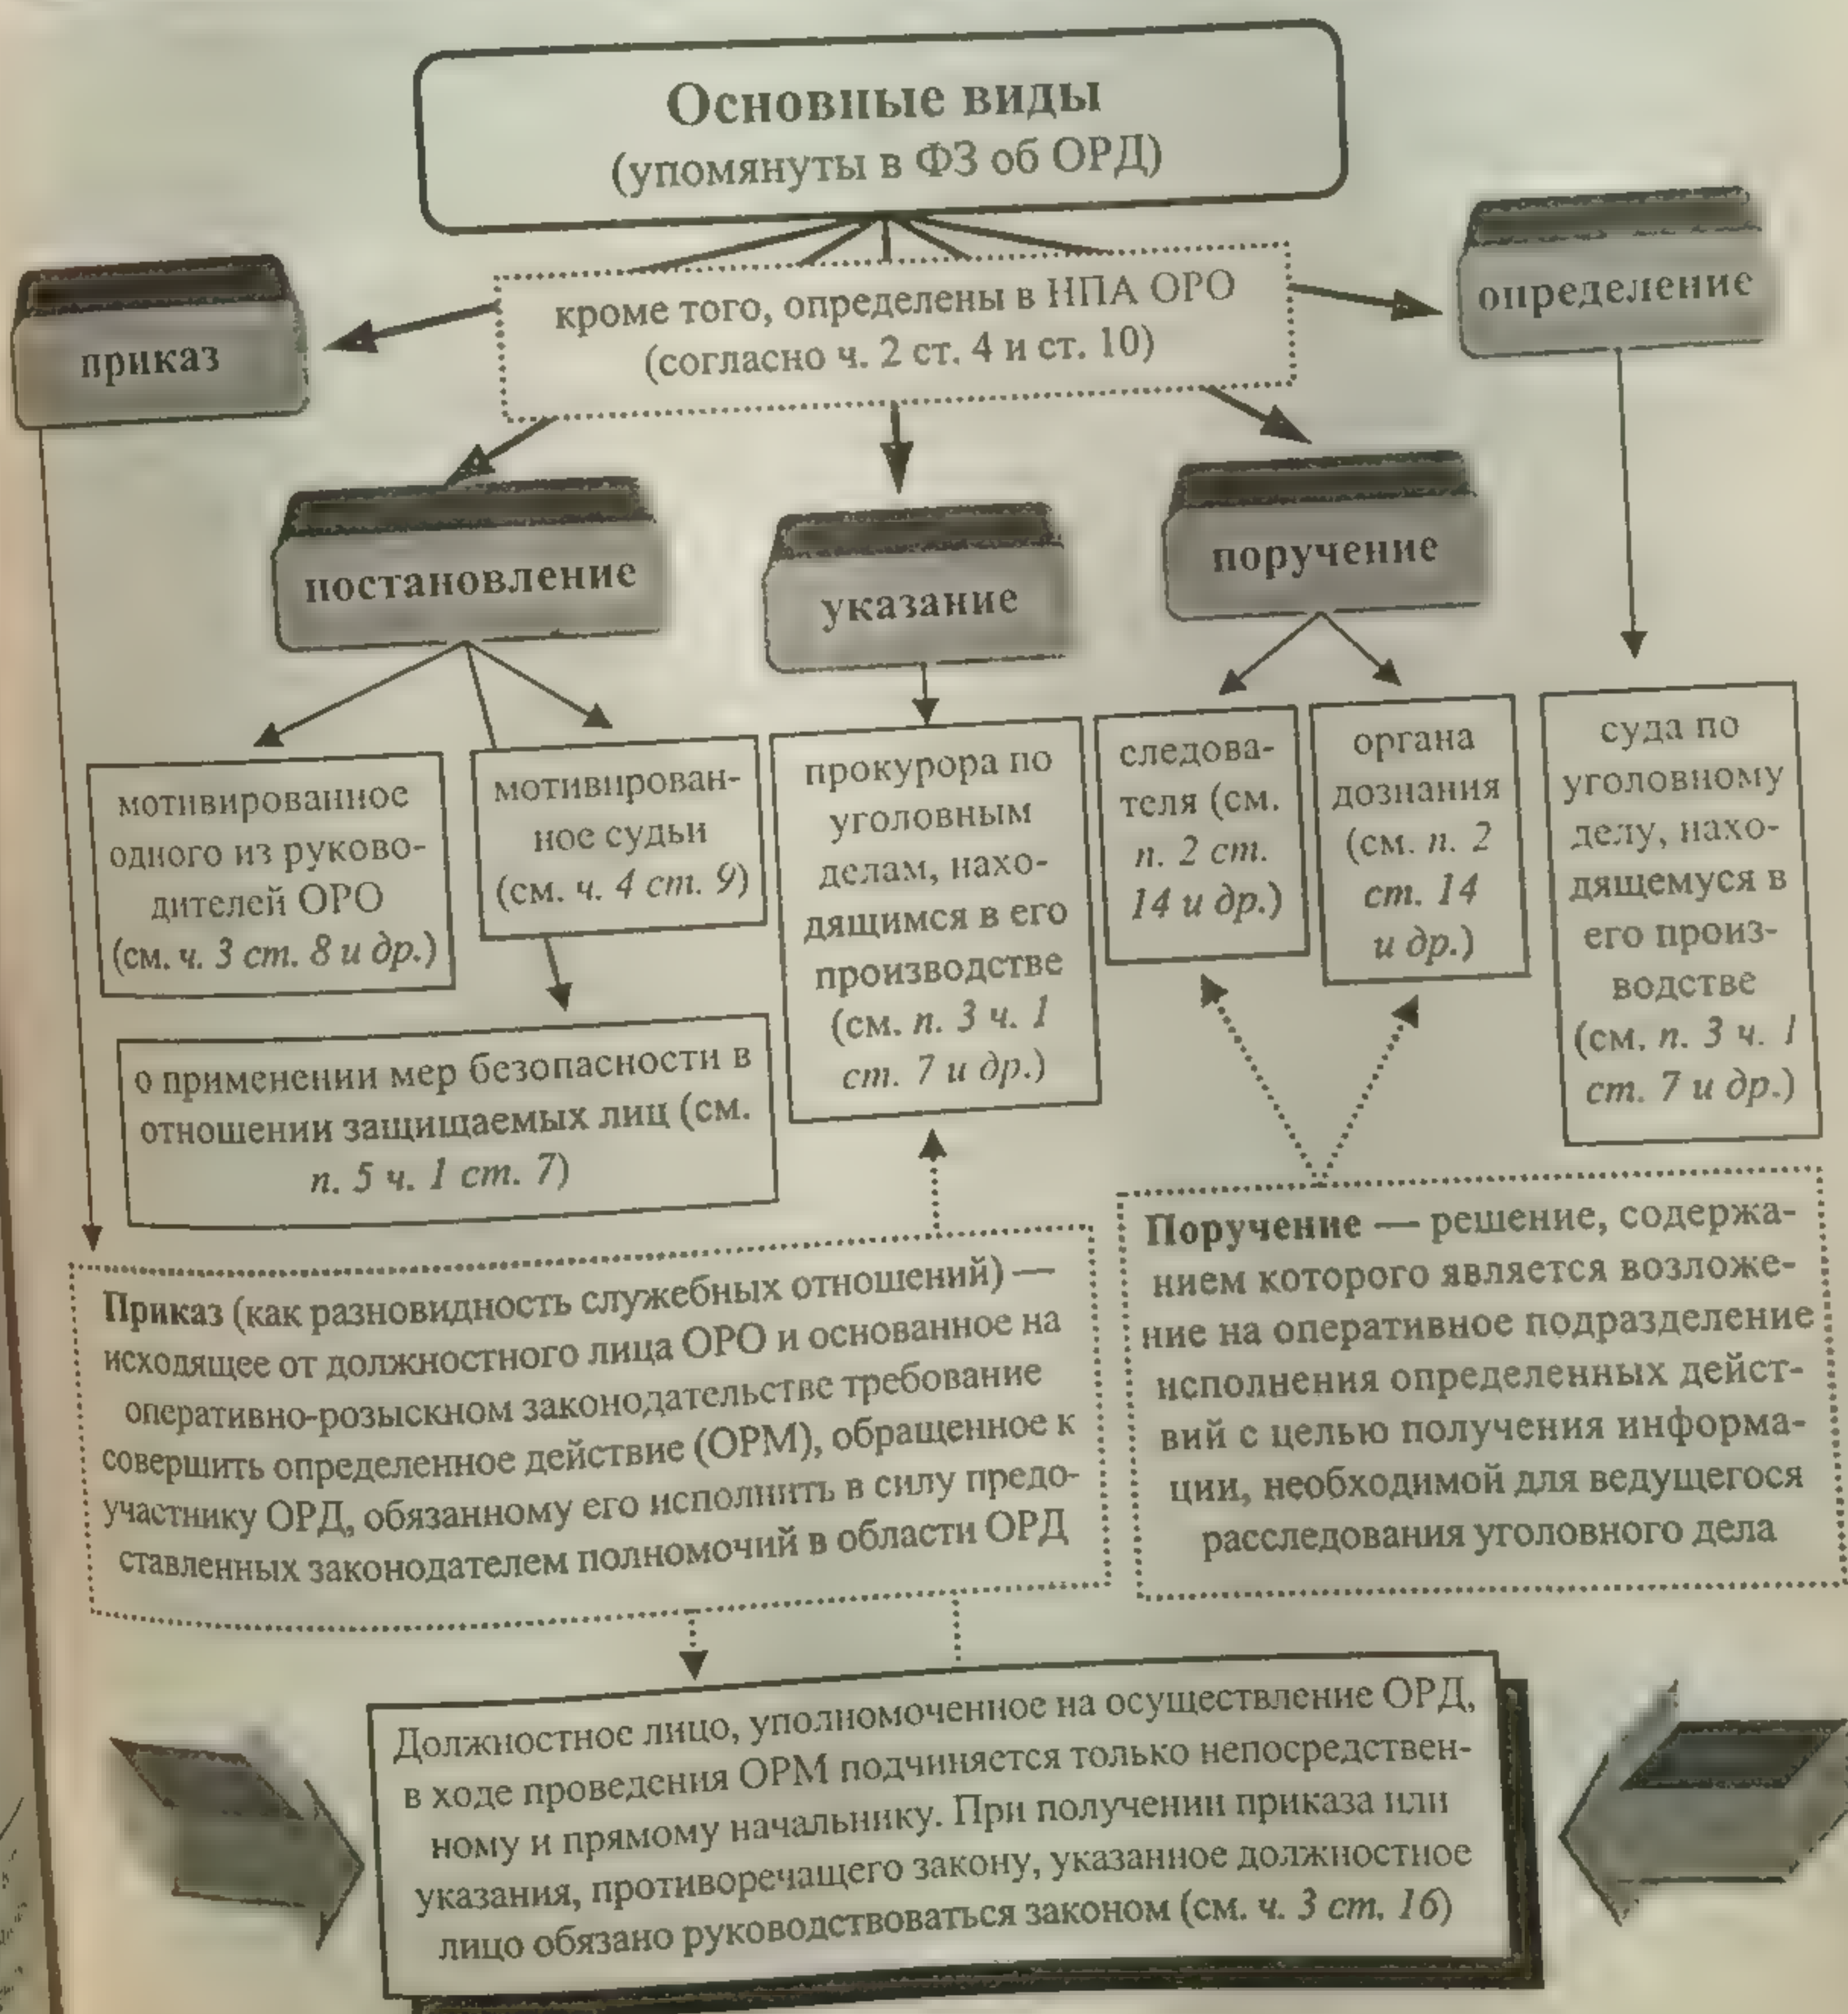 Основные виды
(упомянуты в ФЗ об ОРД)
кроме того, определены в НПА ОРО
(согласно ч. 2 ст. 4 и ст. 10)
приказ
определение
постановление
указание
поручение
мотивированное
одного из руково-
дителей ОРО
(см. ч. 3 ст. 8 и др.)
мотивирован-
ное судьи
(см. ч. 4 ст. 9)
о применении мер безопасности в
отношении защищаемых лиц (см.
п. 5 ч. 1 ст. 7)
прокурора по
уголовным
делам, нахо-
дящимся в его
производстве
(см. п. 3 ч. 1
ст. 7 и др.)
следова-
теля (см.
п. 2 ст.
14 и др.)
органа
дознания
(см. п. 2
ст. 14
и др.)
суда по
уголовному
делу, нахо-
дящемуся в
его произ-
водстве
(см. п. 3 ч. 1
ст. 7 и др.)
Приказ (как разновидность служебных отношений) —
исходящее от должностного лица ОРО и основанное на
оперативно-розыскном законодательстве требование
совершить определенное действие (ОРМ), обращенное к
участнику ОРД, обязанному его исполнить в силу предо-
ставленных законодателем полномочий в области ОРД
Поручение — решение, содержа-
нием которого является возложе-
ние на оперативное подразделение
исполнения определенных дейст-
вий с целью получения информа-
ции, необходимой для ведущегося
расследования уголовного дела
Должностное лицо, уполномоченное на осуществление ОРД,
в ходе проведения ОРМ подчиняется только непосредствен-
ному и прямому начальнику. При получении приказа или
указания, противоречащего закону, указанное должностное
лицо обязано руководствоваться законом (см. ч. 3 ст. 16)